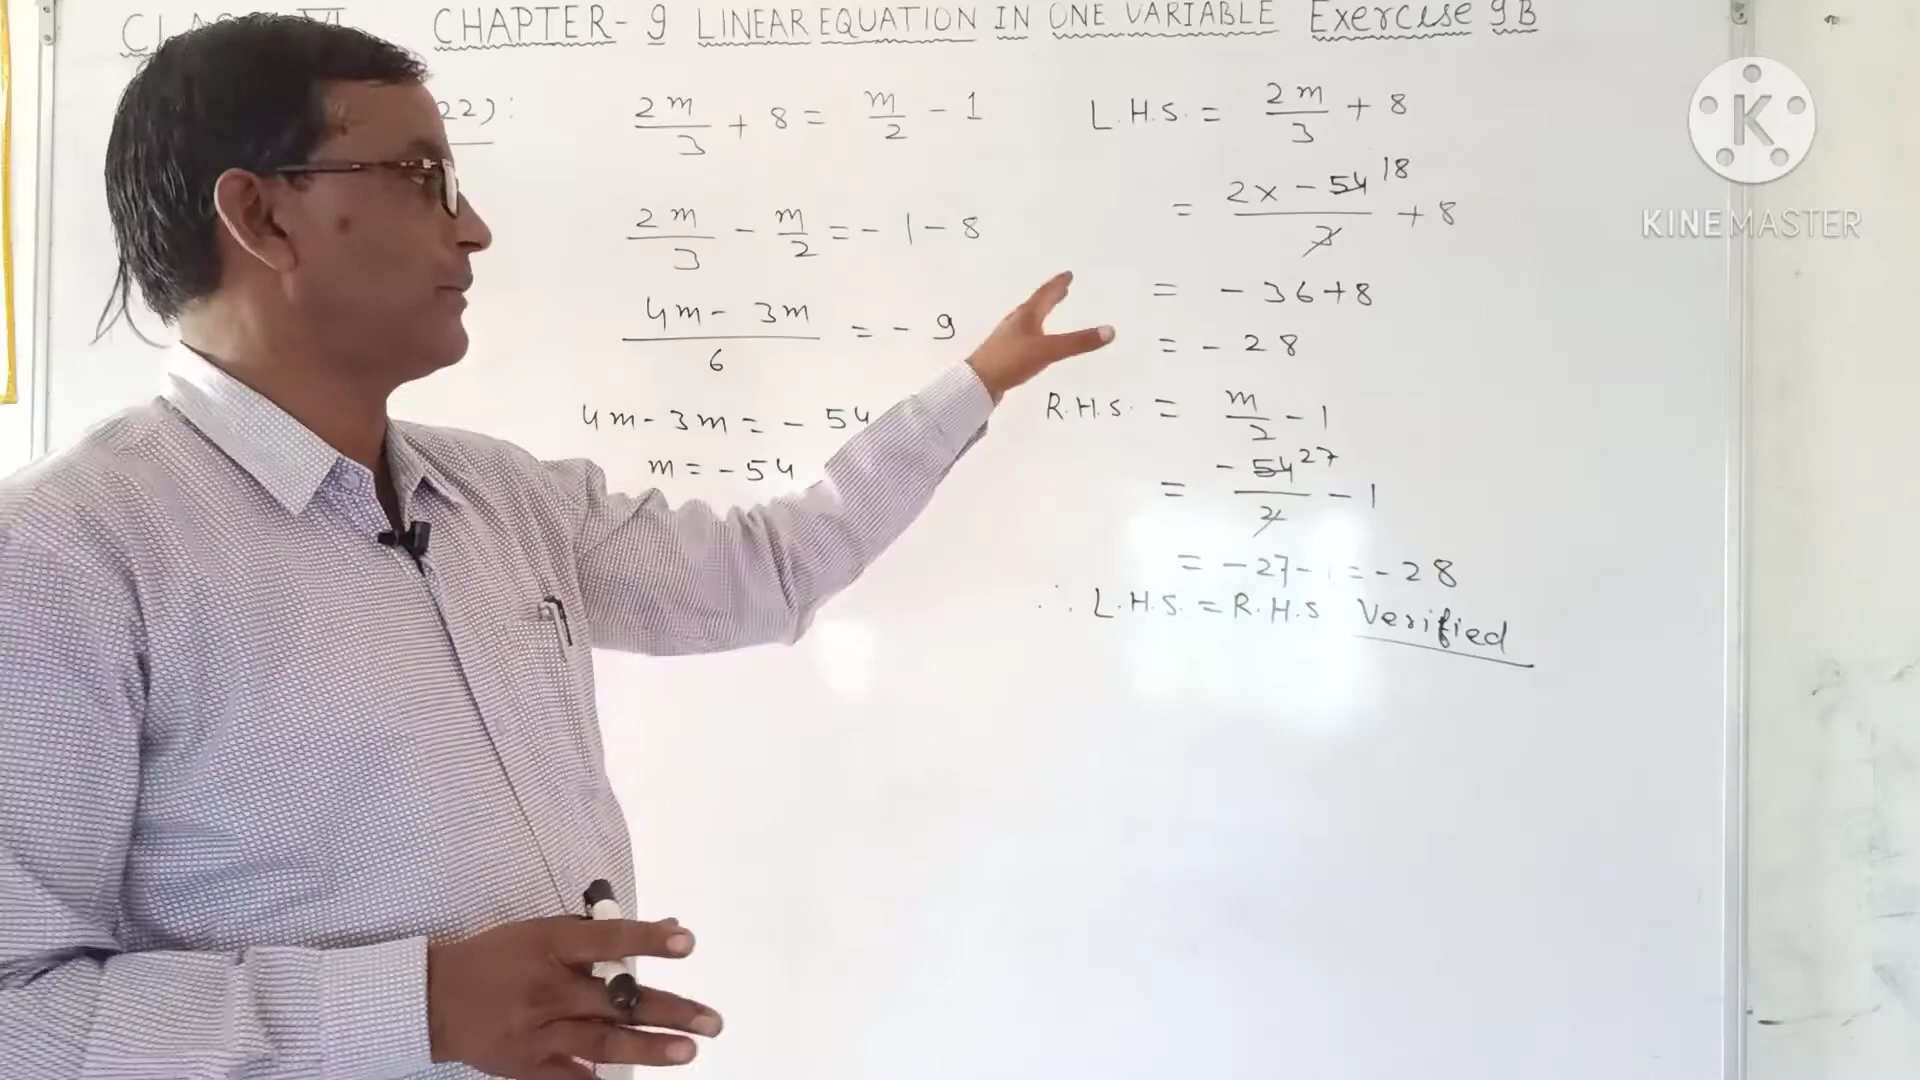 CHAPTER- 9 LINEAR EQUATION IN ONE VARIABLE Exercise 9B
22):
2m/3 + 8 = m/2 - 1
2m/3 - m/2 = - 1 - 8
4m - 3m/6 = - 9
4m - 3m = - 54
m = - 54
L.H.S. = 2m/3 + 8
= 2x - 54 18/3 + 8
= - 36 + 8
= - 28
R.H.S. = m/2 - 1
= - 54 27/2 - 1
= - 27 - 1 = - 28
∴ L.H.S. = R.H.S Verified
K
KINEMASTER